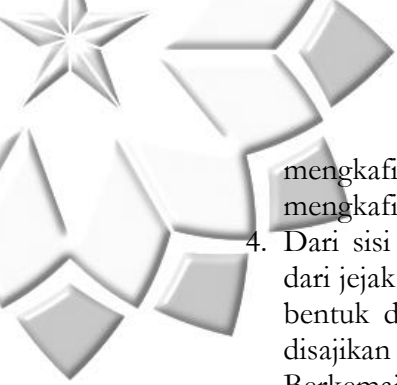 mengkafi
mengkafi
4. Dari sisi
dari jejak
bentuk d
disajikan